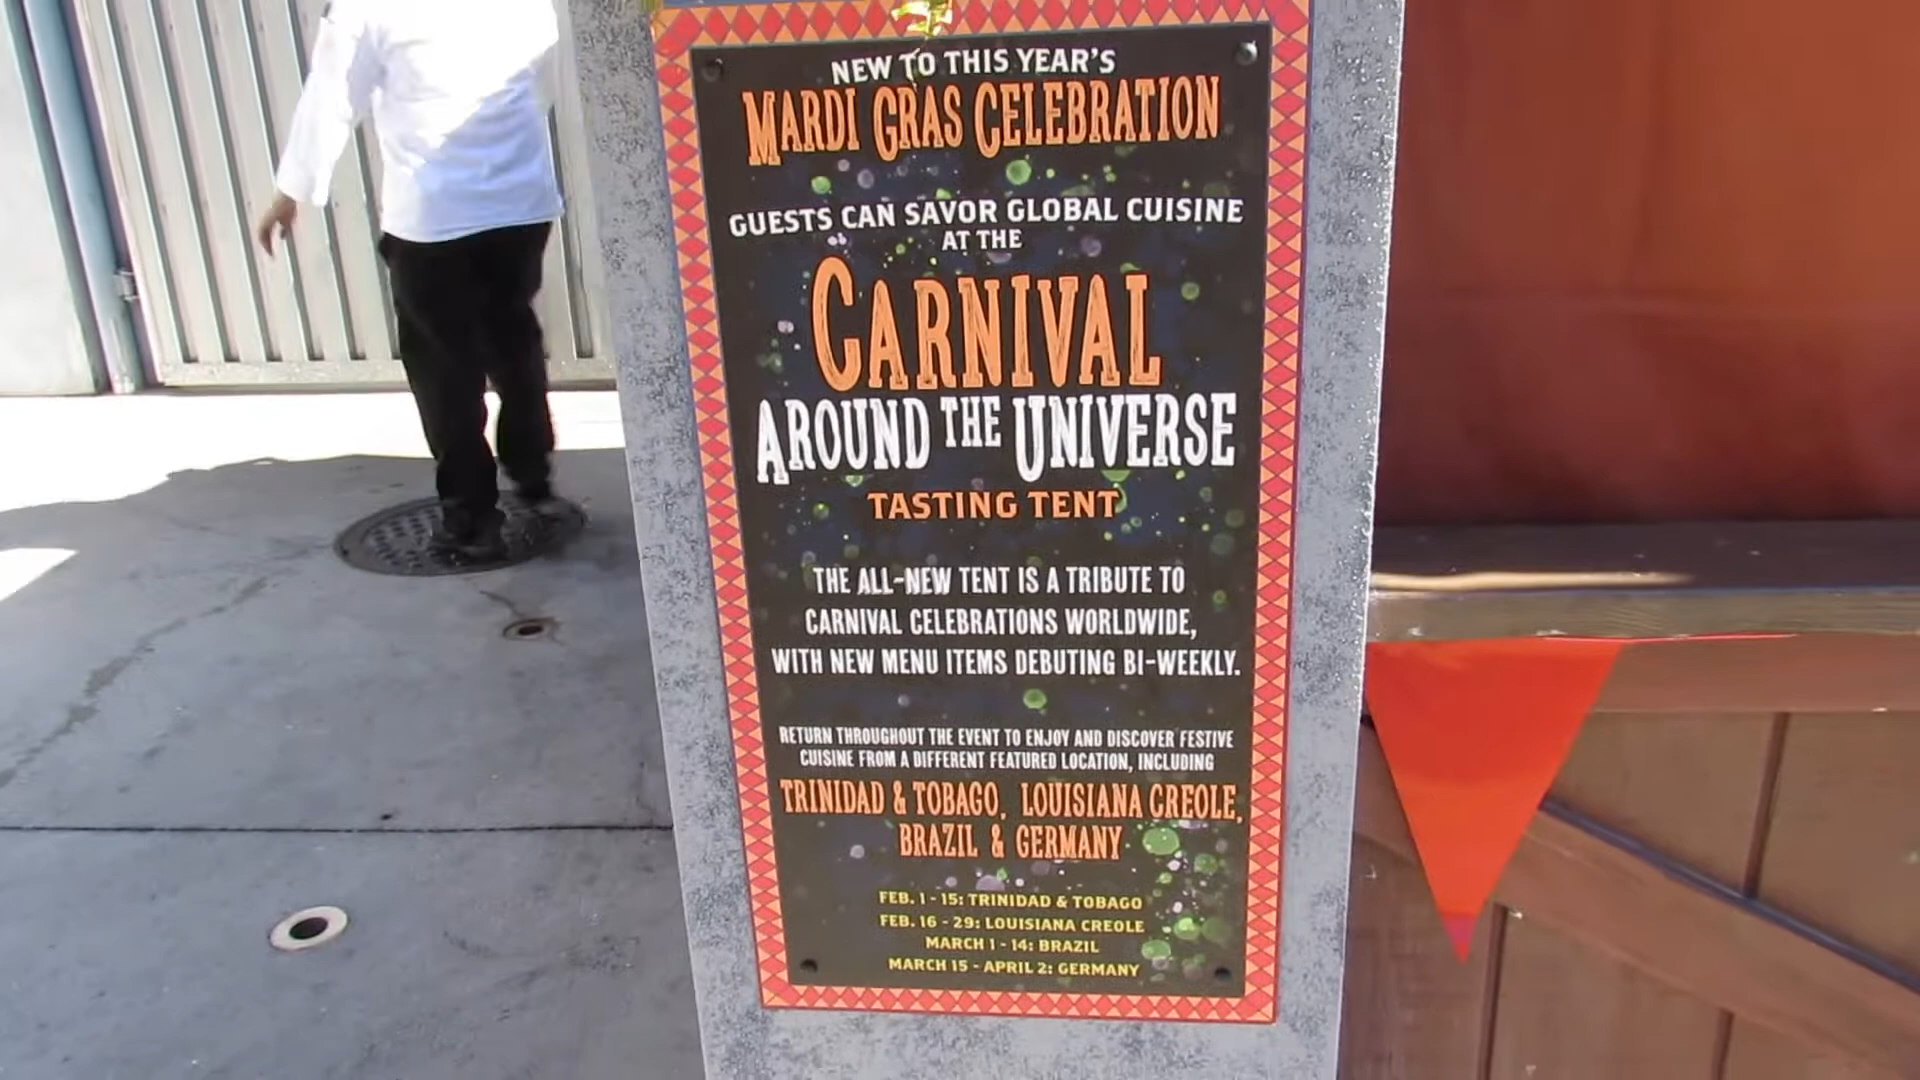 NEW TO THIS YEAR'S
MARDI GRAS CELEBRATION
GUESTS CAN SAVOR GLOBAL CUISINE
AT THE
CARNIVAL
AROUND THE UNIVERSE
TASTING TENT
THE ALL-NEW TENT IS A TRIBUTE TO
CARNIVAL CELEBRATIONS WORLDWIDE,
WITH NEW MENU ITEMS DEBUTING BI-WEEKLY.
RETURN THROUGHOUT THE EVENT TO ENJOY AND DISCOVER FESTIVE
CUISINE FROM A DIFFERENT FEATURED LOCATION, INCLUDING
TRINIDAD & TOBAGO, LOUISIANA CREOLE,
BRAZIL & GERMANY
FEB. 1 - 15: TRINIDAD & TOBAGO
FEB. 16 - 29: LOUISIANA CREOLE
MARCH 1 - 14: BRAZIL
MARCH 15 - APRIL 2: GERMANY